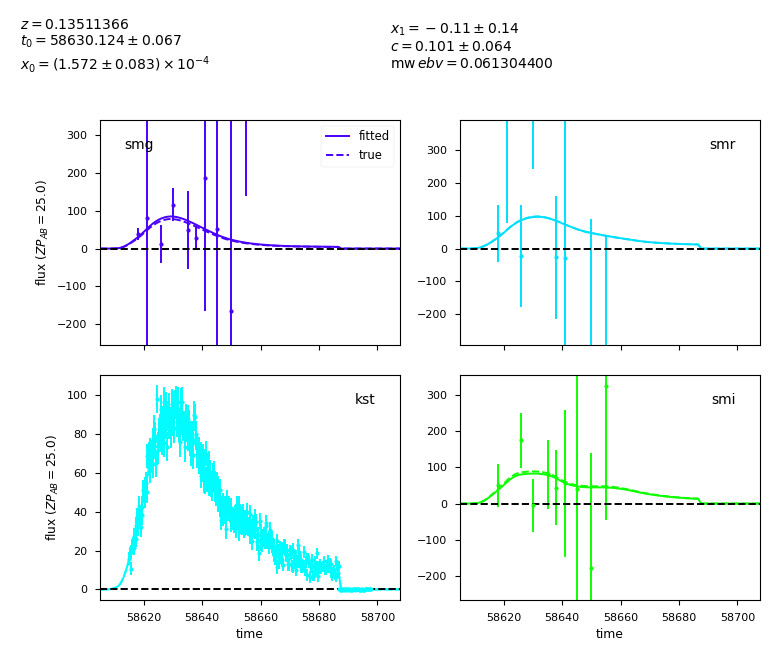 z = 0.13511366
t₀ = 58630.124 ± 0.067
x₀ = (1.572 ± 0.083) × 10⁻⁴
x₁ = −0.11 ± 0.14
c = 0.101 ± 0.064
mw ebv = 0.061304400
smg
fitted
true
300
200
100
0
−100
−200
flux (ZP_AB = 25.0)
smr
300
200
100
0
−100
−200
kst
100
80
60
40
20
0
flux (ZP_AB = 25.0)
58620 58640 58660 58680 58700
time
smi
300
200
100
0
−100
−200
58620 58640 58660 58680 58700
time